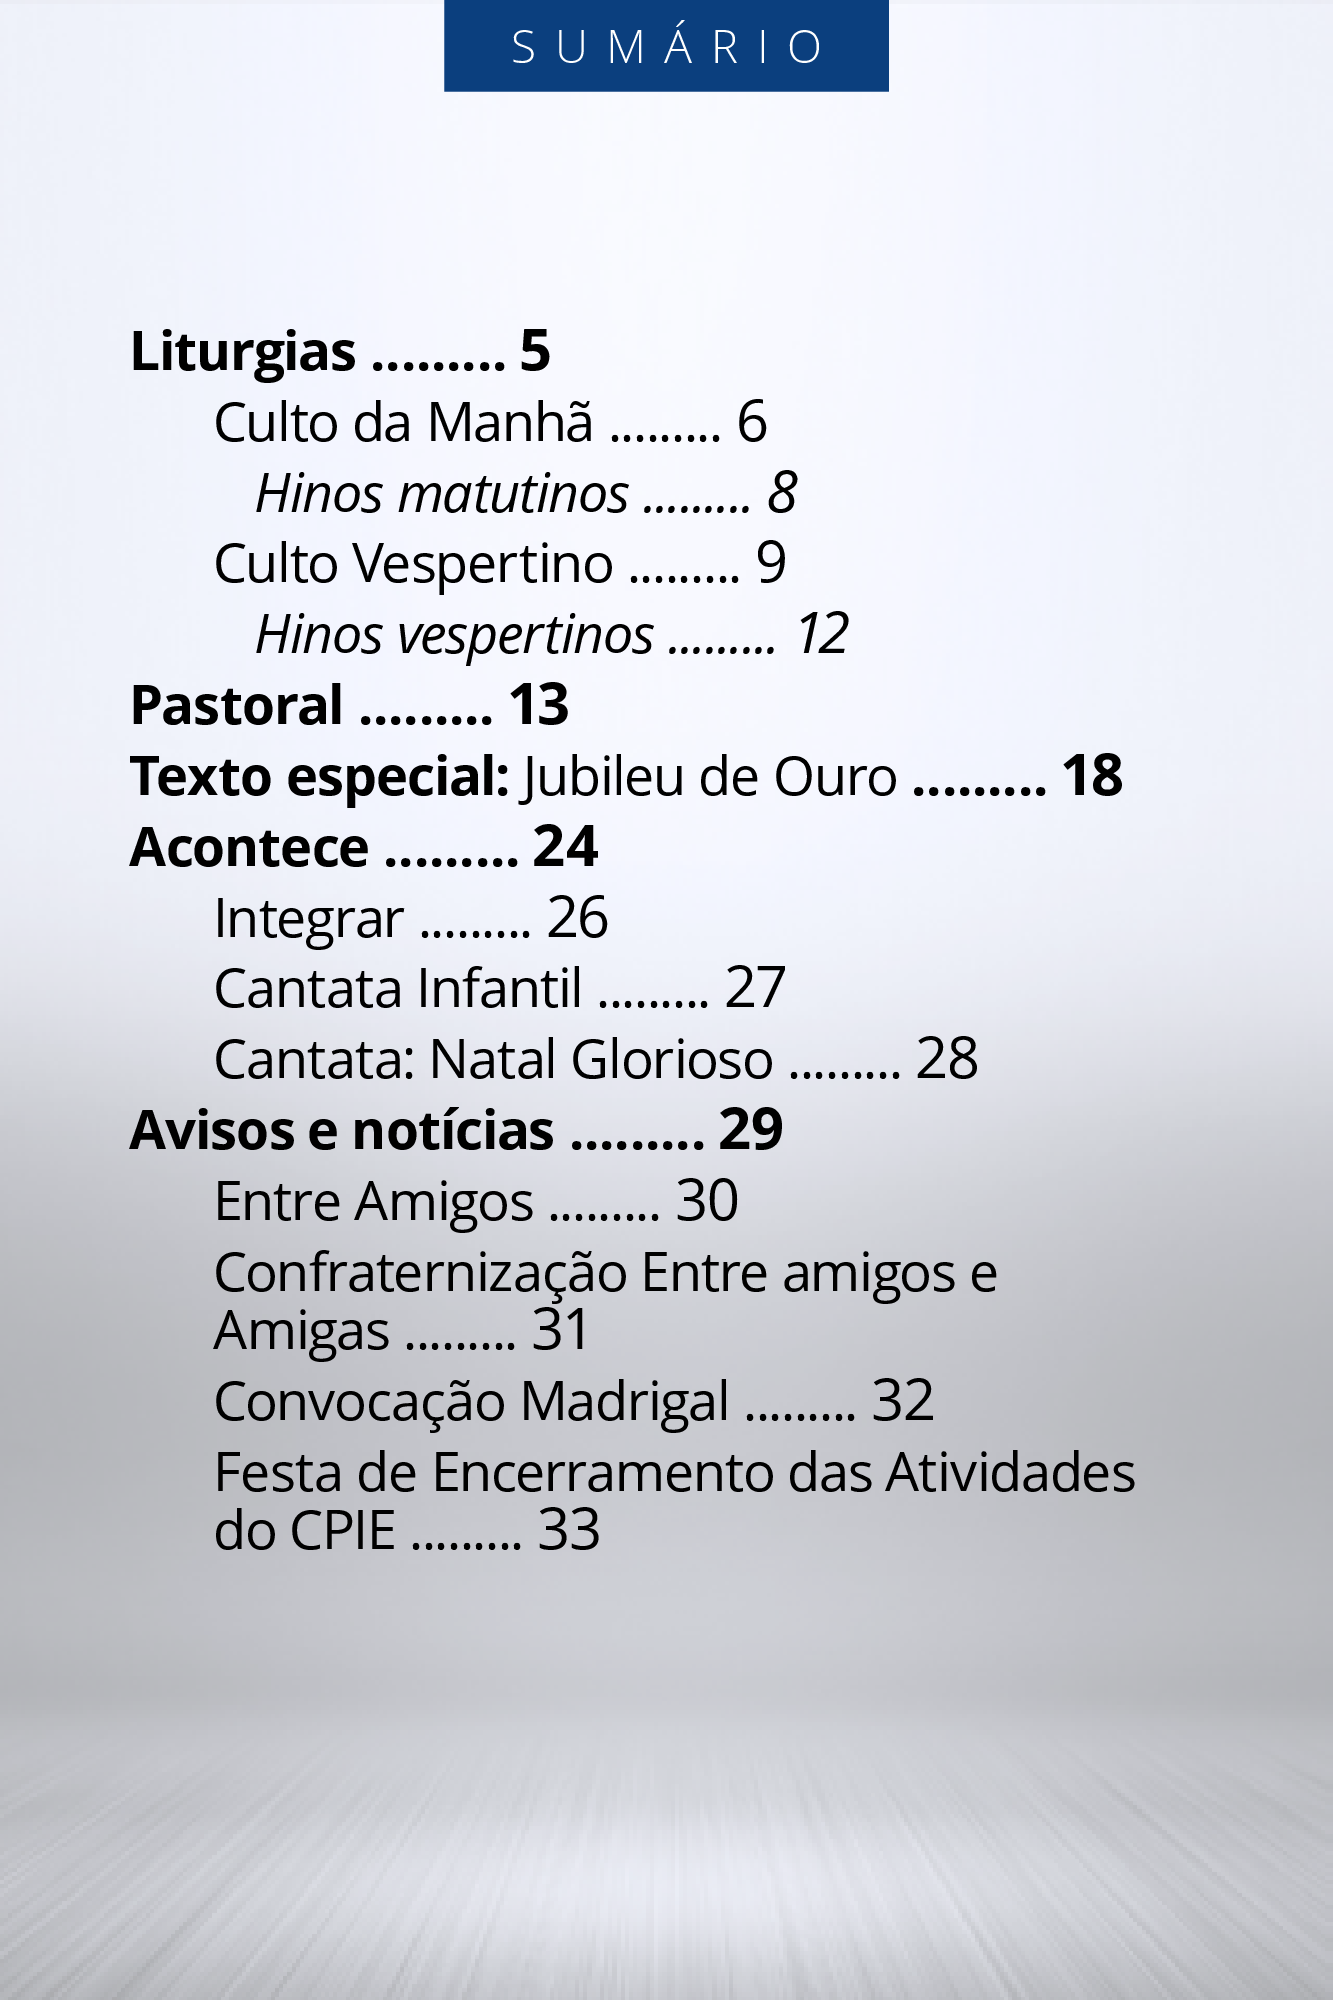 SUMÁRIO
Liturgias ......... 5
Culto da Manhã ......... 6
Hinos matutinos ......... 8
Culto Vespertino ......... 9
Hinos vespertinos ......... 12
Pastoral ......... 13
Texto especial: Jubileu de Ouro ......... 18
Acontece ......... 24
Integrar ......... 26
Cantata Infantil ......... 27
Cantata: Natal Glorioso ......... 28
Avisos e notícias ......... 29
Entre Amigos ......... 30
Confraternização Entre amigos e
Amigas ......... 31
Convocação Madrigal ......... 32
Festa de Encerramento das Atividades
do CPIE ......... 33